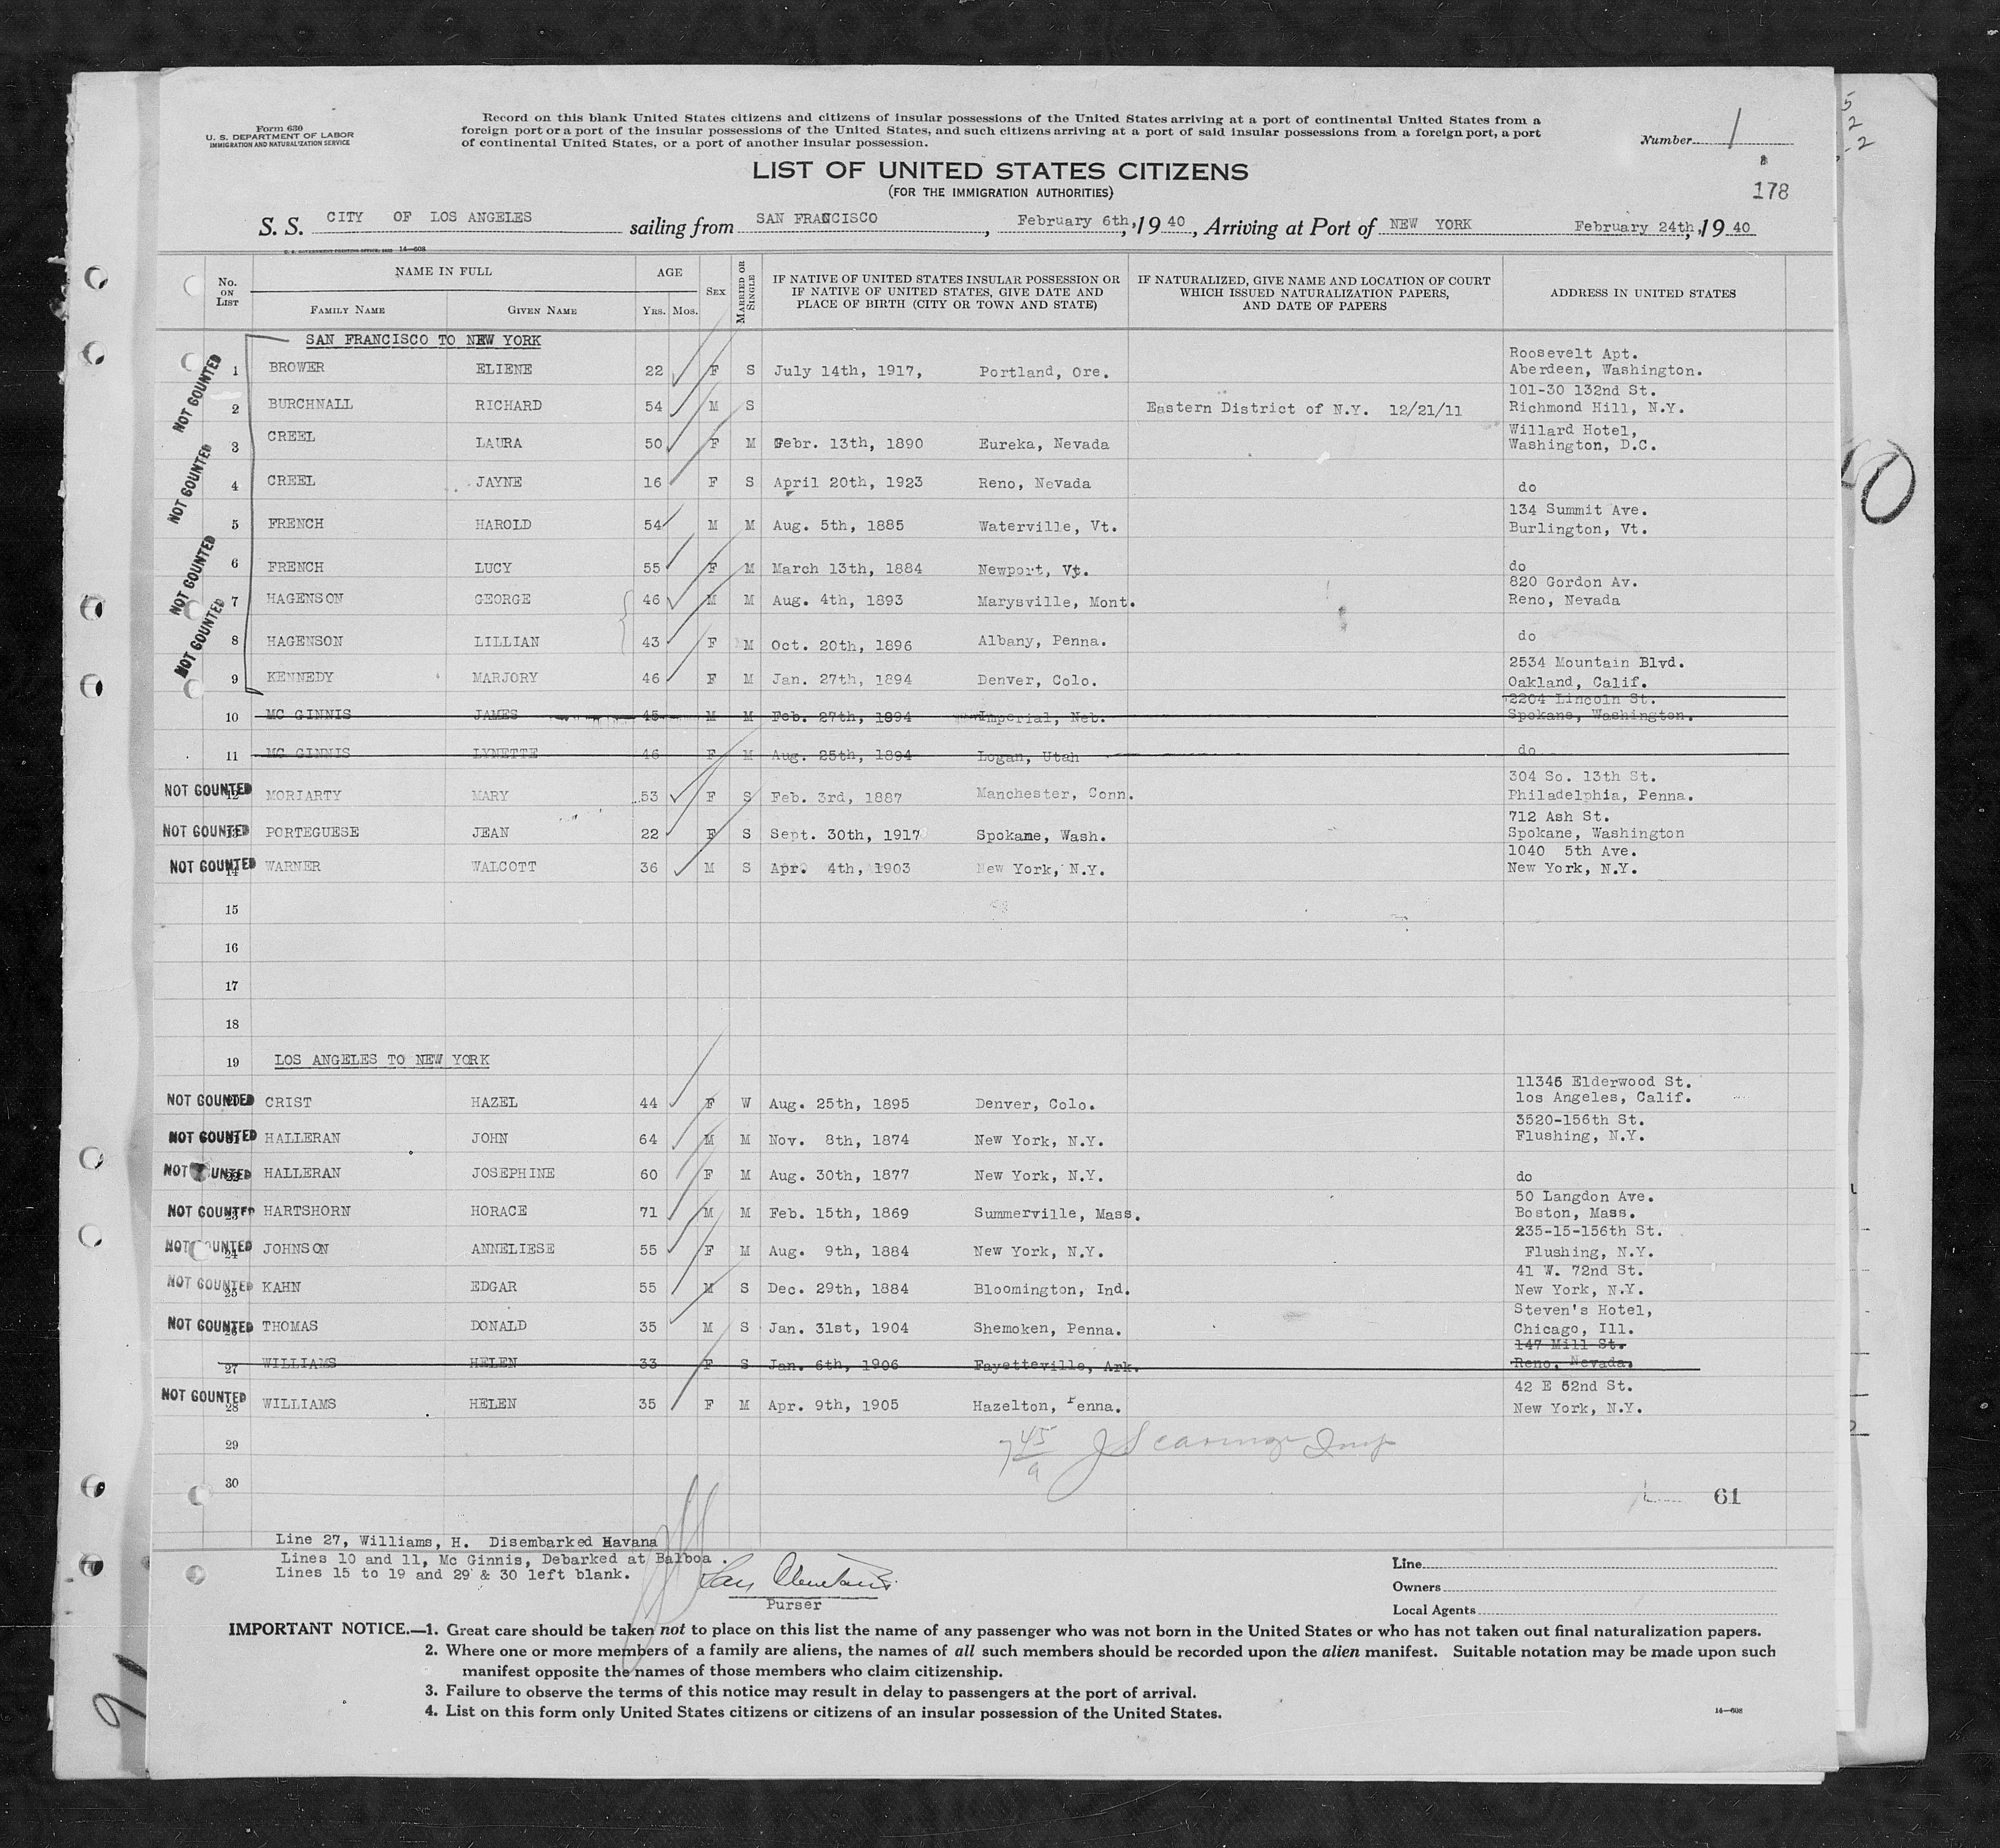 Form 630
U. S. DEPARTMENT OF LABOR
IMMIGRATION AND NATURALIZATION SERVICE
Record on this blank United States citizens and citizens of insular possessions of the United States arriving at a port of continental United States from a
foreign port or a port of the insular possessions of the United States, and such citizens arriving at a port of said insular possessions from a foreign port, a port
of continental United States, or a port of another insular possession.
Number 1
178
LIST OF UNITED STATES CITIZENS
(FOR THE IMMIGRATION AUTHORITIES)
S. S. CITY OF LOS ANGELES sailing from SAN FRANCISCO, February 6th, 1940, Arriving at Port of NEW YORK February 24th, 1940
14—608
No. ON LIST NAME IN FULL FAMILY NAME GIVEN NAME AGE YRS. MOS. SEX MARRIED OR SINGLE IF NATIVE OF UNITED STATES INSULAR POSSESSION OR IF NATIVE OF UNITED STATES, GIVE DATE AND PLACE OF BIRTH (CITY OR TOWN AND STATE) IF NATURALIZED, GIVE NAME AND LOCATION OF COURT WHICH ISSUED NATURALIZATION PAPERS, AND DATE OF PAPERS ADDRESS IN UNITED STATES
SAN FRANCISCO TO NEW YORK
NOT COUNTED
NOT COUNTED
NOT COUNTED
NOT COUNTED
1 BROWER ELIENE 22 F S July 14th, 1917, Portland, Ore. Roosevelt Apt. Aberdeen, Washington.
2 BURCHNALL RICHARD 54 M S Eastern District of N.Y. 12/21/11 101-30 132nd St. Richmond Hill, N.Y.
3 CREEL LAURA 50 F M Febr. 13th, 1890 Eureka, Nevada Willard Hotel, Washington, D.C.
4 CREEL JAYNE 16 F S April 20th, 1923 Reno, Nevada do
5 FRENCH HAROLD 54 M M Aug. 5th, 1885 Waterville, Vt. 134 Summit Ave. Burlington, Vt.
6 FRENCH LUCY 55 F M March 13th, 1884 Newport, Vt. do
7 HAGENSON GEORGE 46 M M Aug. 4th, 1893 Marysville, Mont. 820 Gordon Av. Reno, Nevada
8 HAGENSON LILLIAN 43 F M Oct. 20th, 1896 Albany, Penna. do
9 KENNEDY MARJORY 46 F M Jan. 27th, 1894 Denver, Colo. 2534 Mountain Blvd. Oakland, Calif.
10 MC GINNIS JAMES 45 M M Feb. 27th, 1894 Imperial, Neb. 2204 Lincoln St. Spokane, Washington.
11 MC GINNIS LYNETTE 46 F M Aug. 25th, 1894 Logan, Utah do
NOT COUNTED 12 MORIARTY MARY 53 F S Feb. 3rd, 1887 Manchester, Conn. 304 So. 13th St. Philadelphia, Penna.
NOT COUNTED 13 PORTEGUESE JEAN 22 F S Sept. 30th, 1917 Spokane, Wash. 712 Ash St. Spokane, Washington
NOT COUNTED 14 WARNER WALCOTT 36 M S Apr. 4th, 1903 New York, N.Y. 1040 5th Ave. New York, N.Y.
15
16
17
18
19 LOS ANGELES TO NEW YORK
NOT COUNTED 20 CRIST HAZEL 44 F W Aug. 25th, 1895 Denver, Colo. 11346 Elderwood St. los Angeles, Calif.
NOT COUNTED 21 HALLERAN JOHN 64 M M Nov. 8th, 1874 New York, N.Y. 3520-156th St. Flushing, N.Y.
NOT COUNTED 22 HALLERAN JOSEPHINE 60 F M Aug. 30th, 1877 New York, N.Y. do
NOT COUNTED 23 HARTSHORN HORACE 71 M M Feb. 15th, 1869 Summerville, Mass. 50 Langdon Ave. Boston, Mass.
NOT COUNTED 24 JOHNSON ANNELIESE 55 F M Aug. 9th, 1884 New York, N.Y. 235-15-156th St. Flushing, N.Y.
NOT COUNTED 25 KAHN EDGAR 55 M S Dec. 29th, 1884 Bloomington, Ind. 41 W. 72nd St. New York, N.Y.
NOT COUNTED 26 THOMAS DONALD 35 M S Jan. 31st, 1904 Shemoken, Penna. Steven's Hotel, Chicago, Ill.
27 WILLIAMS HELEN 33 F S Jan. 6th, 1906 Fayetteville, Ark. 147 Mill St. Reno, Nevada.
NOT COUNTED 28 WILLIAMS HELEN 35 F M Apr. 9th, 1905 Hazelton, Penna. 42 E 52nd St. New York, N.Y.
29
30
61
Line 27, Williams, H. Disembarked Havana
Lines 10 and 11, Mc Ginnis, Debarked at Balboa.
Lines 15 to 19 and 29 & 30 left blank.
Purser
Line
Owners
Local Agents
IMPORTANT NOTICE.—1. Great care should be taken not to place on this list the name of any passenger who was not born in the United States or who has not taken out final naturalization papers.
2. Where one or more members of a family are aliens, the names of all such members should be recorded upon the alien manifest. Suitable notation may be made upon such
manifest opposite the names of those members who claim citizenship.
3. Failure to observe the terms of this notice may result in delay to passengers at the port of arrival.
4. List on this form only United States citizens or citizens of an insular possession of the United States.
14—608